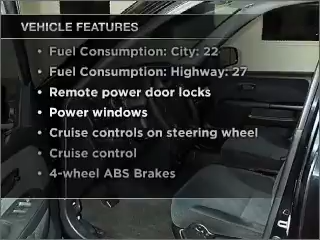 VEHICLE FEATURES
• Fuel Consumption: City: 22
• Fuel Consumption: Highway: 27
• Remote power door locks
• Power windows
• Cruise controls on steering wheel
• Cruise control
• 4-wheel ABS Brakes